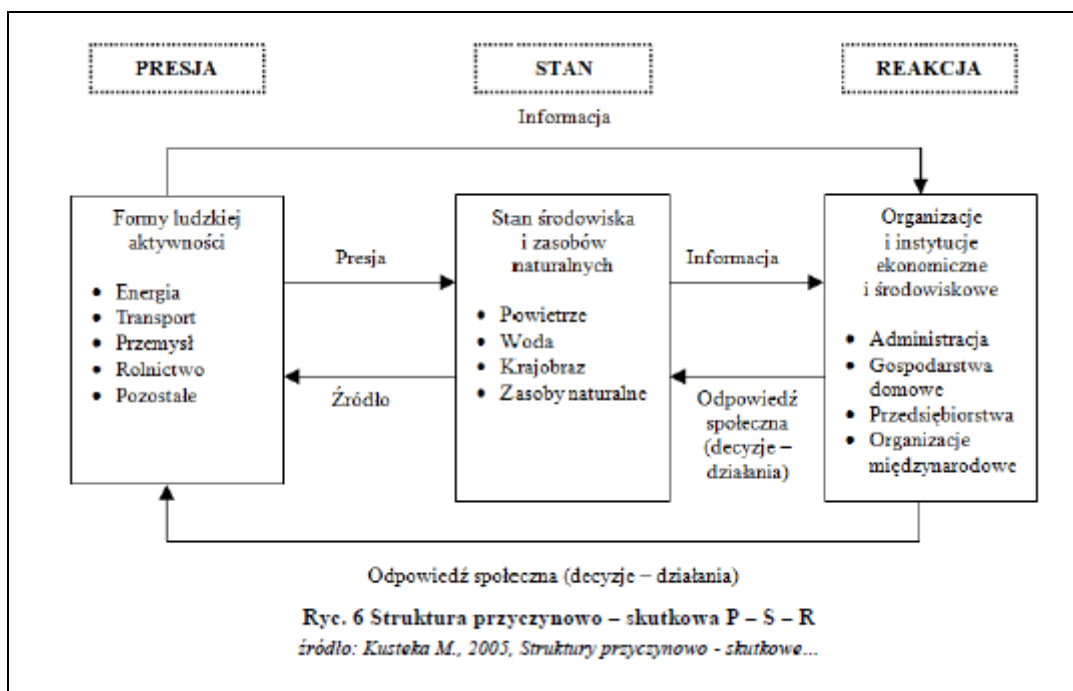 PRESJA
STAN
REAKCJA
Informacja
Formy ludzkiej
aktywności
• Energia
• Transport
• Przemysł
• Rolnictwo
• Pozostałe
Presja
Źródło
Stan środowiska
i zasobów
naturalnych
• Powietrze
• Woda
• Krajobraz
• Zasoby naturalne
Informacja
Odpowiedź
społeczna
(decyzje –
działania)
Organizacje
i instytucje
ekonomiczne
i środowiskowe
• Administracja
• Gospodarstwa
domowe
• Przedsiębiorstwa
• Organizacje
międzynarodowe
Odpowiedź społeczna (decyzje – działania)
Ryc. 6 Struktura przyczynowo – skutkowa P – S – R
źródło: Kusteka M., 2005, Struktury przyczynowo - skutkowe...